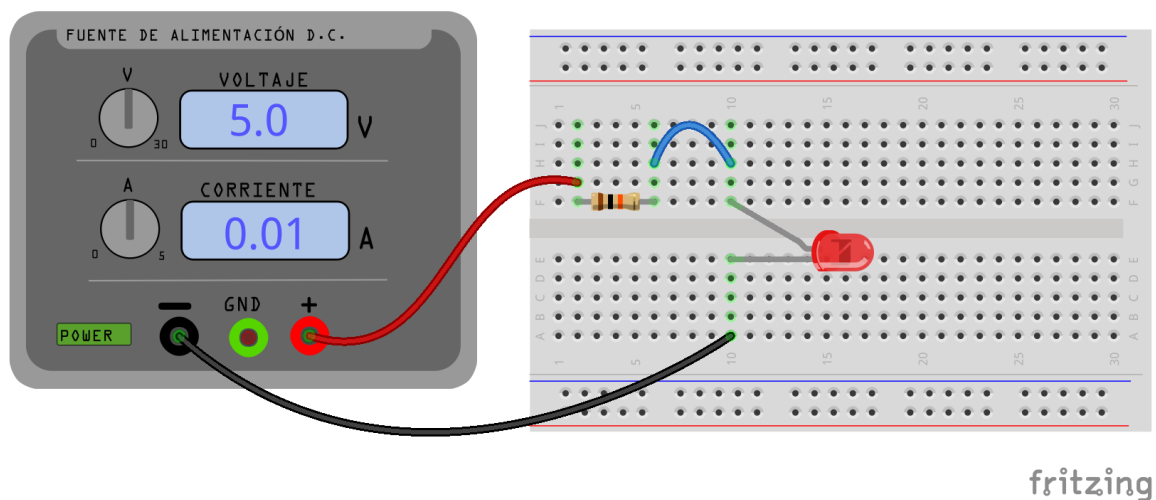 FUENTE DE ALIMENTACIÓN D.C.
V
VOLTAJE
5.0
V
0
30
A
CORRIENTE
0.01
A
0
5
GND
+
POWER
1
5
10
15
20
25
30
J
J
I
I
H
H
G
G
F
F
E
E
D
D
C
C
B
B
A
A
1
5
10
15
20
25
30
fritzing